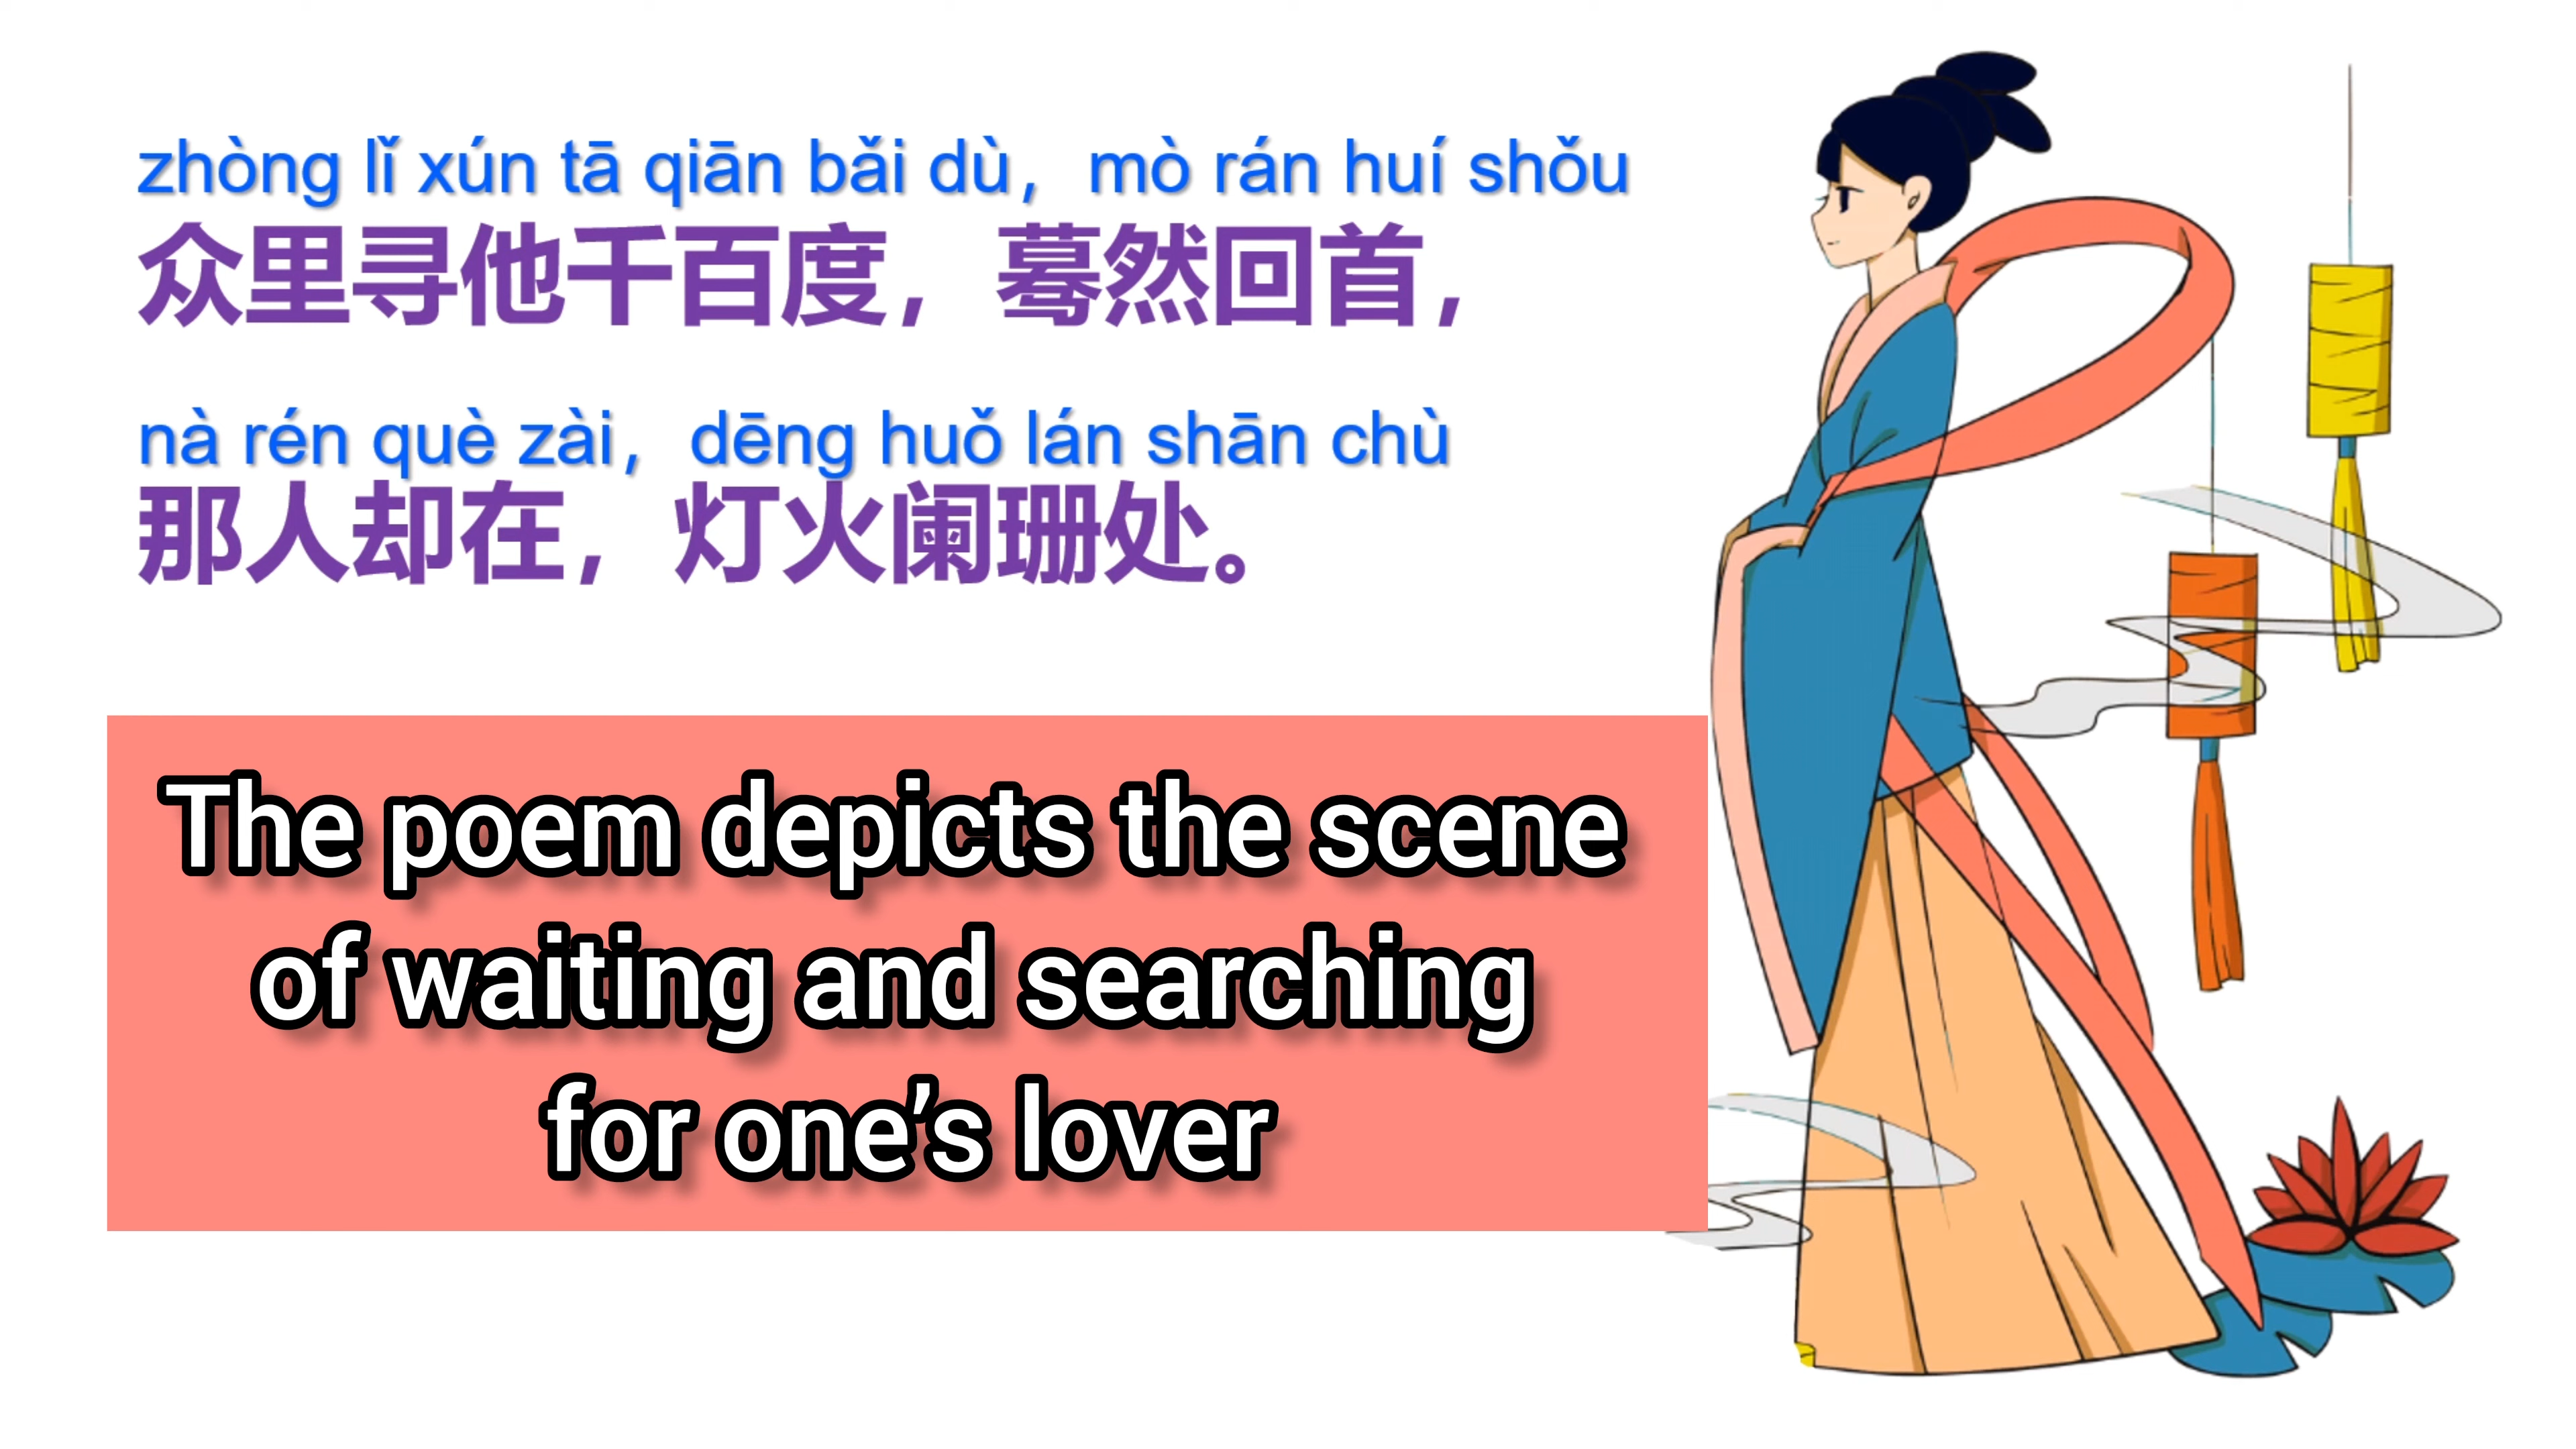 zhòng lǐ xún tā qiān bǎi dù，mò rán huí shǒu
众里寻他千百度，蓦然回首，
nà rén què zài，dēng huǒ lán shān chù
那人却在，灯火阑珊处。
The poem depicts the scene
of waiting and searching
for one’s lover